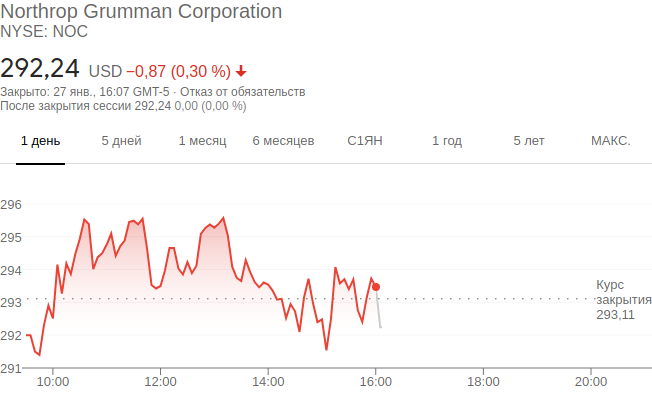 Northrop Grumman Corporation
NYSE: NOC
292,24 USD −0,87 (0,30 %)
Закрыто: 27 янв., 16:07 GMT-5 · Отказ от обязательств
После закрытия сессии 292,24 0,00 (0,00 %)
1 день 5 дней 1 месяц 6 месяцев С1ЯН 1 год 5 лет МАКС.
296
295
294
293
292
291
Курс
закрытия
293,11
10:00 12:00 14:00 16:00 18:00 20:00